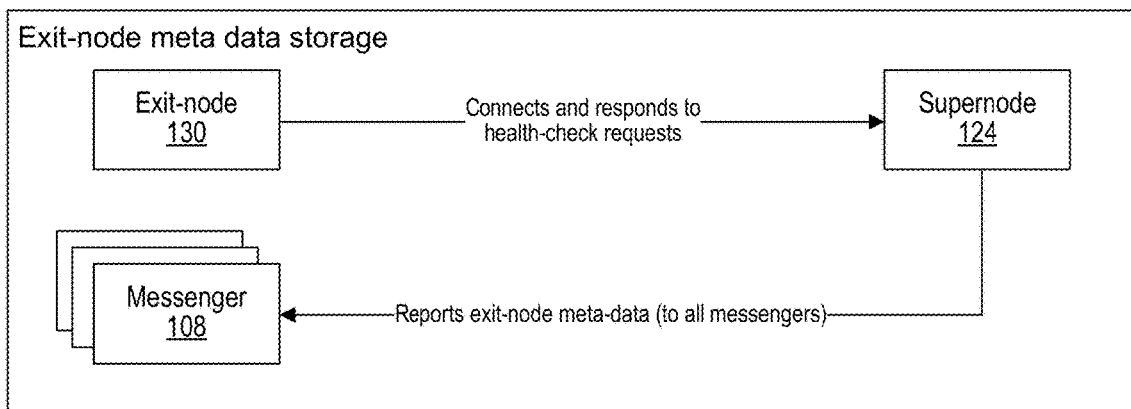 Exit-node meta data storage
Exit-node
130
Connects and responds to
health-check requests
Supernode
124
Messenger
108
Reports exit-node meta-data (to all messengers)